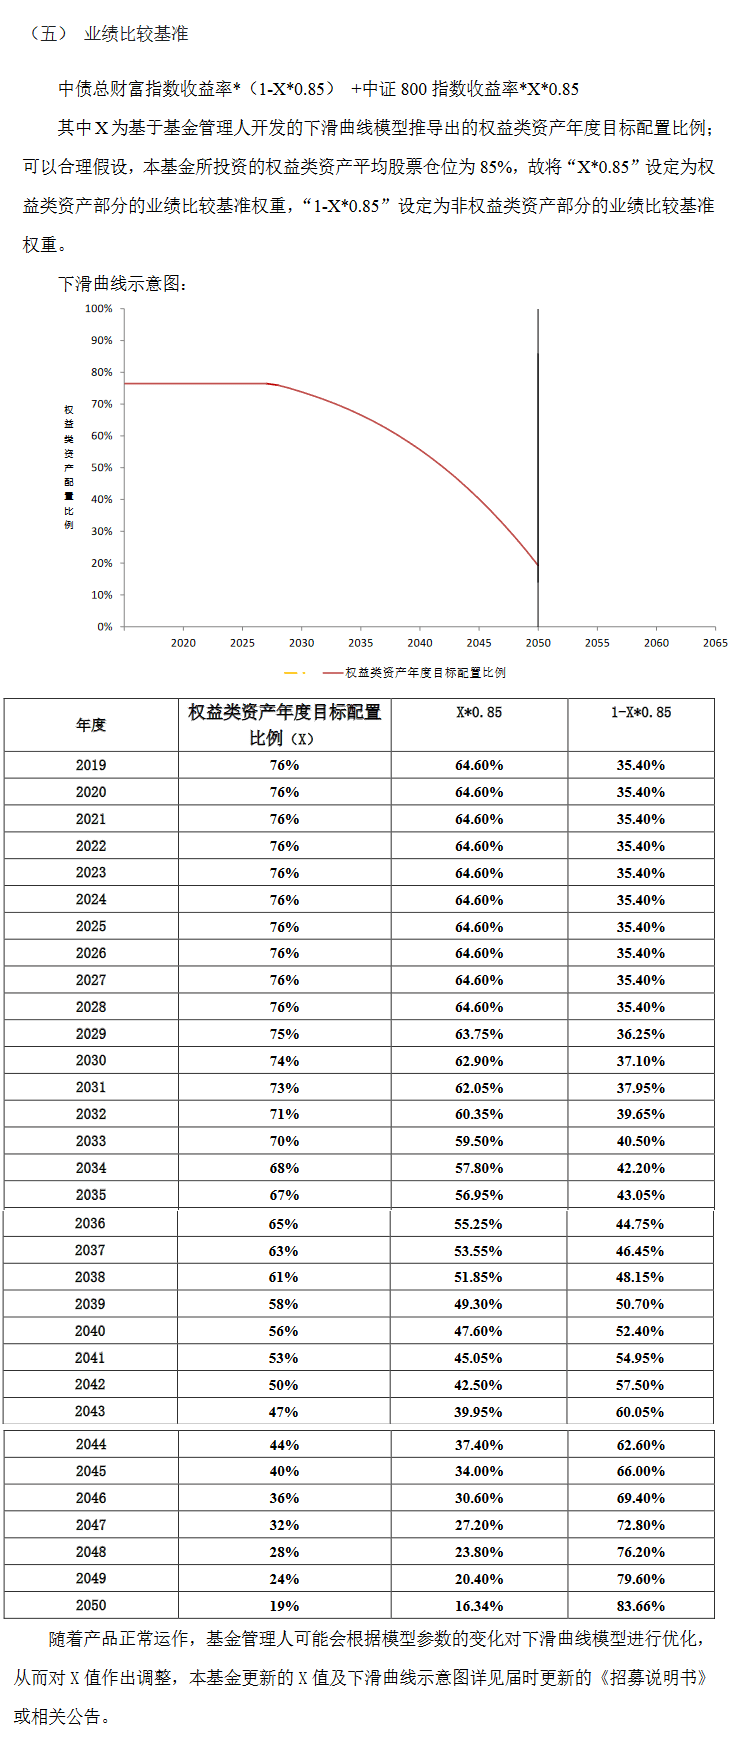 （五） 业绩比较基准
中债总财富指数收益率*（1-X*0.85） +中证800指数收益率*X*0.85
其中X为基于基金管理人开发的下滑曲线模型推导出的权益类资产年度目标配置比例；
可以合理假设，本基金所投资的权益类资产平均股票仓位为85%，故将“X*0.85”设定为权
益类资产部分的业绩比较基准权重，“1-X*0.85”设定为非权益类资产部分的业绩比较基准
权重。
下滑曲线示意图：
100%
90%
80%
70%
60%
50%
40%
30%
20%
10%
0%
权益类资产配置比例
2020 2025 2030 2035 2040 2045 2050 2055 2060 2065
权益类资产年度目标配置比例
年度 权益类资产年度目标配置比例（X） X*0.85 1-X*0.85
2019 76% 64.60% 35.40%
2020 76% 64.60% 35.40%
2021 76% 64.60% 35.40%
2022 76% 64.60% 35.40%
2023 76% 64.60% 35.40%
2024 76% 64.60% 35.40%
2025 76% 64.60% 35.40%
2026 76% 64.60% 35.40%
2027 76% 64.60% 35.40%
2028 76% 64.60% 35.40%
2029 75% 63.75% 36.25%
2030 74% 62.90% 37.10%
2031 73% 62.05% 37.95%
2032 71% 60.35% 39.65%
2033 70% 59.50% 40.50%
2034 68% 57.80% 42.20%
2035 67% 56.95% 43.05%
2036 65% 55.25% 44.75%
2037 63% 53.55% 46.45%
2038 61% 51.85% 48.15%
2039 58% 49.30% 50.70%
2040 56% 47.60% 52.40%
2041 53% 45.05% 54.95%
2042 50% 42.50% 57.50%
2043 47% 39.95% 60.05%
2044 44% 37.40% 62.60%
2045 40% 34.00% 66.00%
2046 36% 30.60% 69.40%
2047 32% 27.20% 72.80%
2048 28% 23.80% 76.20%
2049 24% 20.40% 79.60%
2050 19% 16.34% 83.66%
随着产品正常运作，基金管理人可能会根据模型参数的变化对下滑曲线模型进行优化，
从而对X值作出调整，本基金更新的X值及下滑曲线示意图详见届时更新的《招募说明书》
或相关公告。